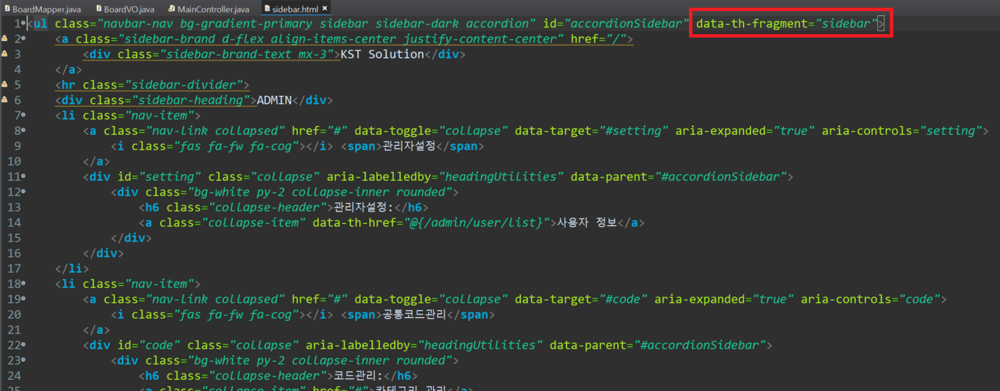 BoardMapper.java BoardVO.java MainController.java sidebar.html
1 <ul class="navbar-nav bg-gradient-primary sidebar sidebar-dark accordion" id="accordionSidebar" data-th-fragment="sidebar">
2 <a class="sidebar-brand d-flex align-items-center justify-content-center" href="/">
3 <div class="sidebar-brand-text mx-3">KST Solution</div>
4 </a>
5 <hr class="sidebar-divider">
6 <div class="sidebar-heading">ADMIN</div>
7 <li class="nav-item">
8 <a class="nav-link collapsed" href="#" data-toggle="collapse" data-target="#setting" aria-expanded="true" aria-controls="setting">
9 <i class="fas fa-fw fa-cog"></i> <span>관리자설정</span>
10 </a>
11 <div id="setting" class="collapse" aria-labelledby="headingUtilities" data-parent="#accordionSidebar">
12 <div class="bg-white py-2 collapse-inner rounded">
13 <h6 class="collapse-header">관리자설정:</h6>
14 <a class="collapse-item" data-th-href="@{/admin/user/list}">사용자 정보</a>
15 </div>
16 </div>
17 </li>
18 <li class="nav-item">
19 <a class="nav-link collapsed" href="#" data-toggle="collapse" data-target="#code" aria-expanded="true" aria-controls="code">
20 <i class="fas fa-fw fa-cog"></i> <span>공통코드관리</span>
21 </a>
22 <div id="code" class="collapse" aria-labelledby="headingUtilities" data-parent="#accordionSidebar">
23 <div class="bg-white py-2 collapse-inner rounded">
24 <h6 class="collapse-header">코드관리:</h6>
25 <a class="collapse-item" href="#">카테고리 관리</a>